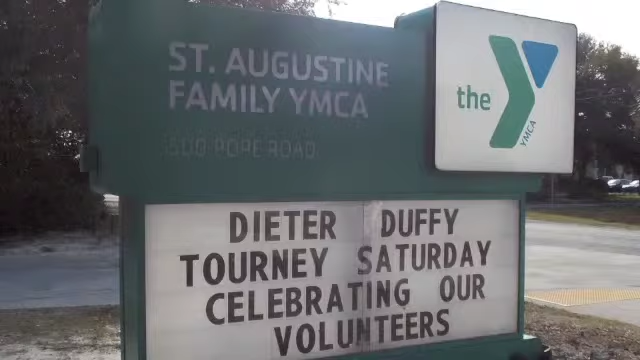 ST. AUGUSTINE
FAMILY YMCA
500 POPE ROAD
the
YMCA
DIETER DUFFY
TOURNEY SATURDAY
CELEBRATING OUR
VOLUNTEERS